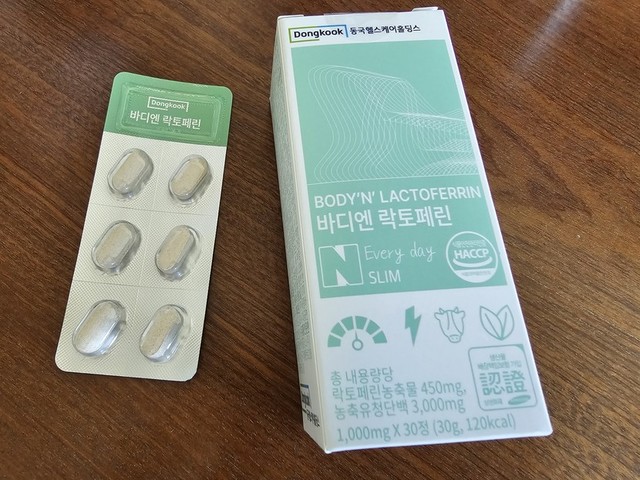 Dongkook
바디엔 락토페린
Dongkook 동국헬스케어홀딩스
BODY'N' LACTOFERRIN
바디엔 락토페린
N Every day
SLIM
HACCP
총 내용량당
락토페린농축물 450mg,
농축유청단백 3,000mg
1,000mg X 30정 (30g, 120kcal)
認證